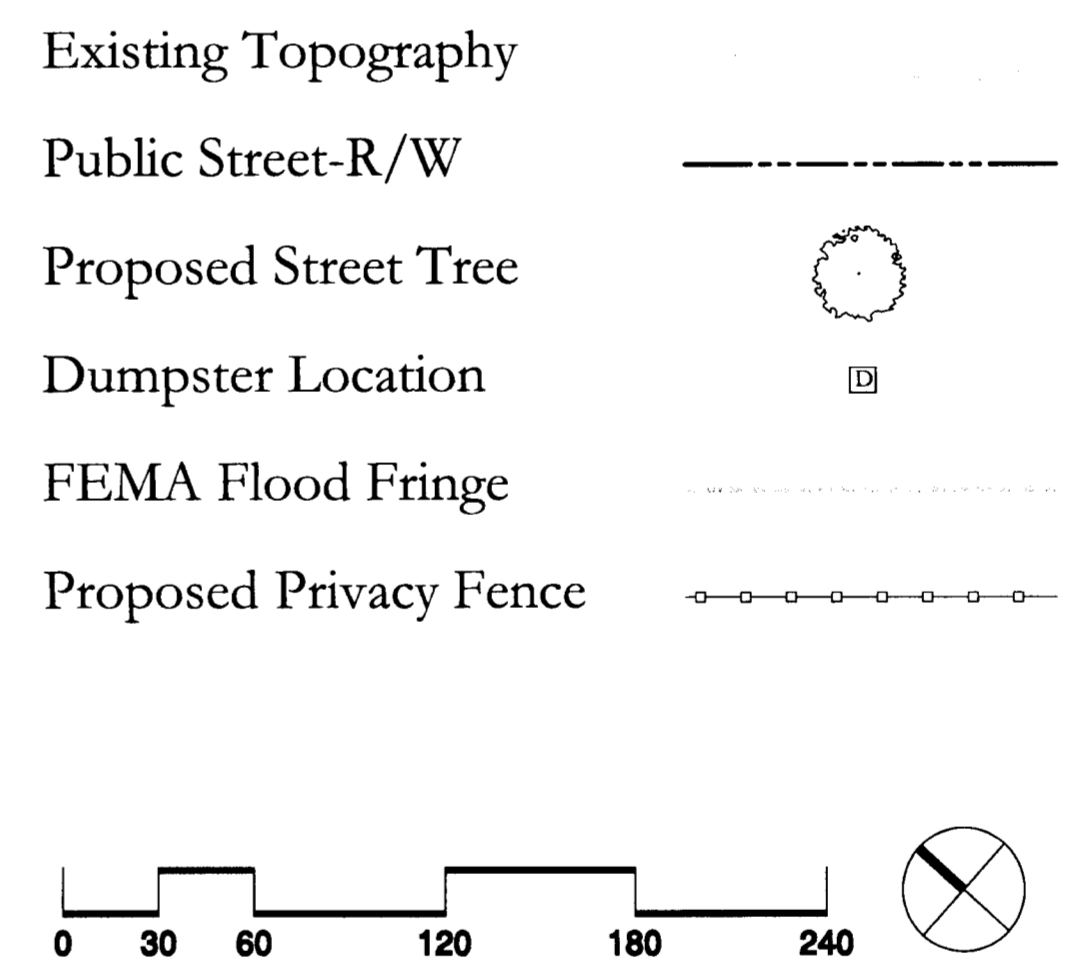 Existing Topography
Public Street-R/W
Proposed Street Tree
Dumpster Location
D
FEMA Flood Fringe
Proposed Privacy Fence
0 30 60 120 180 240